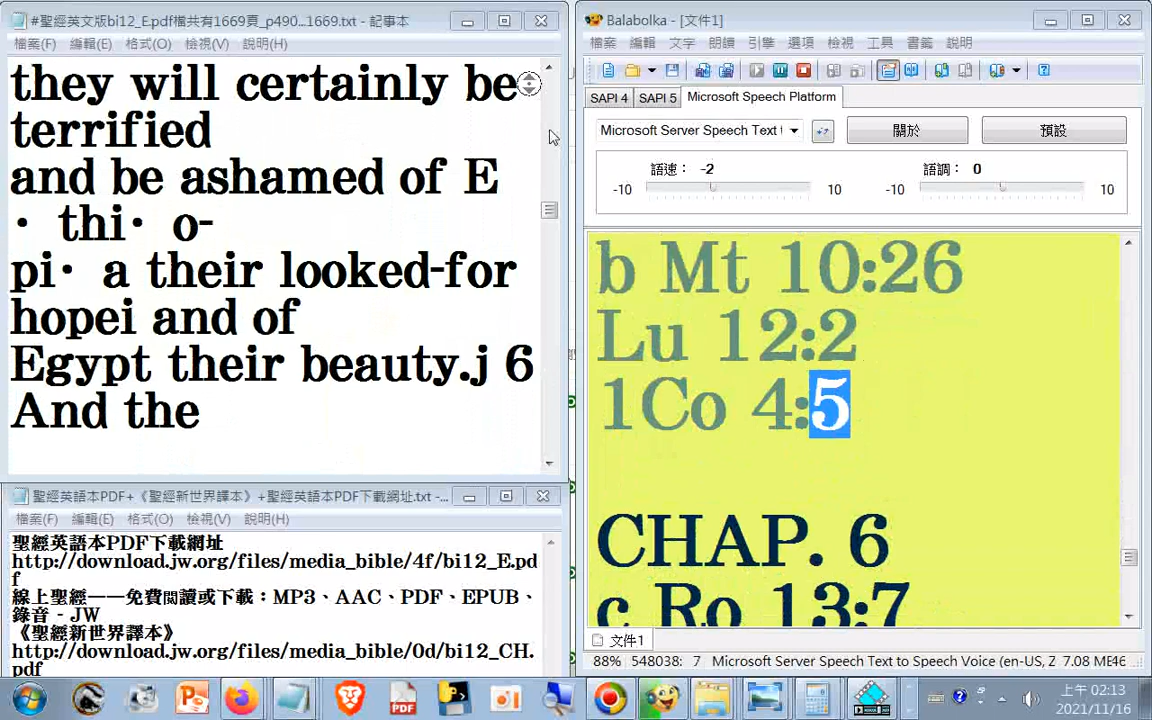 #聖經英文版bi12_E.pdf檔共有1669頁_p490...1669.txt - 記事本
檔案(F) 編輯(E) 格式(O) 檢視(V) 說明(H)
they will certainly be
terrified
and be ashamed of E
· thi· o-
pi· a their looked-for
hopei and of
Egypt their beauty.j 6
And the
聖經英語本PDF+《聖經新世界譯本》+聖經英語本PDF下載網址.txt -...
檔案(F) 編輯(E) 格式(O) 檢視(V) 說明(H)
聖經英語本PDF下載網址
http://download.jw.org/files/media_bible/4f/bi12_E.pd
f
線上聖經——免費閱讀或下載：MP3、AAC、PDF、EPUB、
錄音 - JW
《聖經新世界譯本》
http://download.jw.org/files/media_bible/0d/bi12_CH.
pdf
Balabolka - [文件1]
檔案 編輯 文字 朗讀 引擎 選項 檢視 工具 書籤 說明
SAPI 4 SAPI 5 Microsoft Speech Platform
Microsoft Server Speech Text 關於 預設
語速： -2 語調： 0
-10 10 -10 10
b Mt 10:26
Lu 12:2
1Co 4:5
CHAP. 6
c Ro 13:7
文件1
88% 548038: 7 Microsoft Server Speech Text to Speech Voice (en-US, Z 7.08 ME46
上午 02:13
2021/11/16